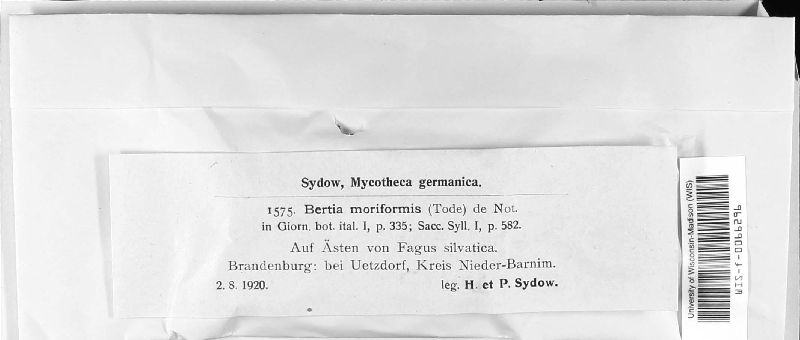 Sydow, Mycotheca germanica.
1575. Bertia moriformis (Tode) de Not.
in Giorn. bot. ital. I, p. 335; Sacc. Syll. I, p. 582.
Auf Ästen von Fagus silvatica.
Brandenburg: bei Uetzdorf, Kreis Nieder-Barnim.
2. 8. 1920. leg. H. et P. Sydow.
University of Wisconsin-Madison (WIS)
WIS-f-0066296